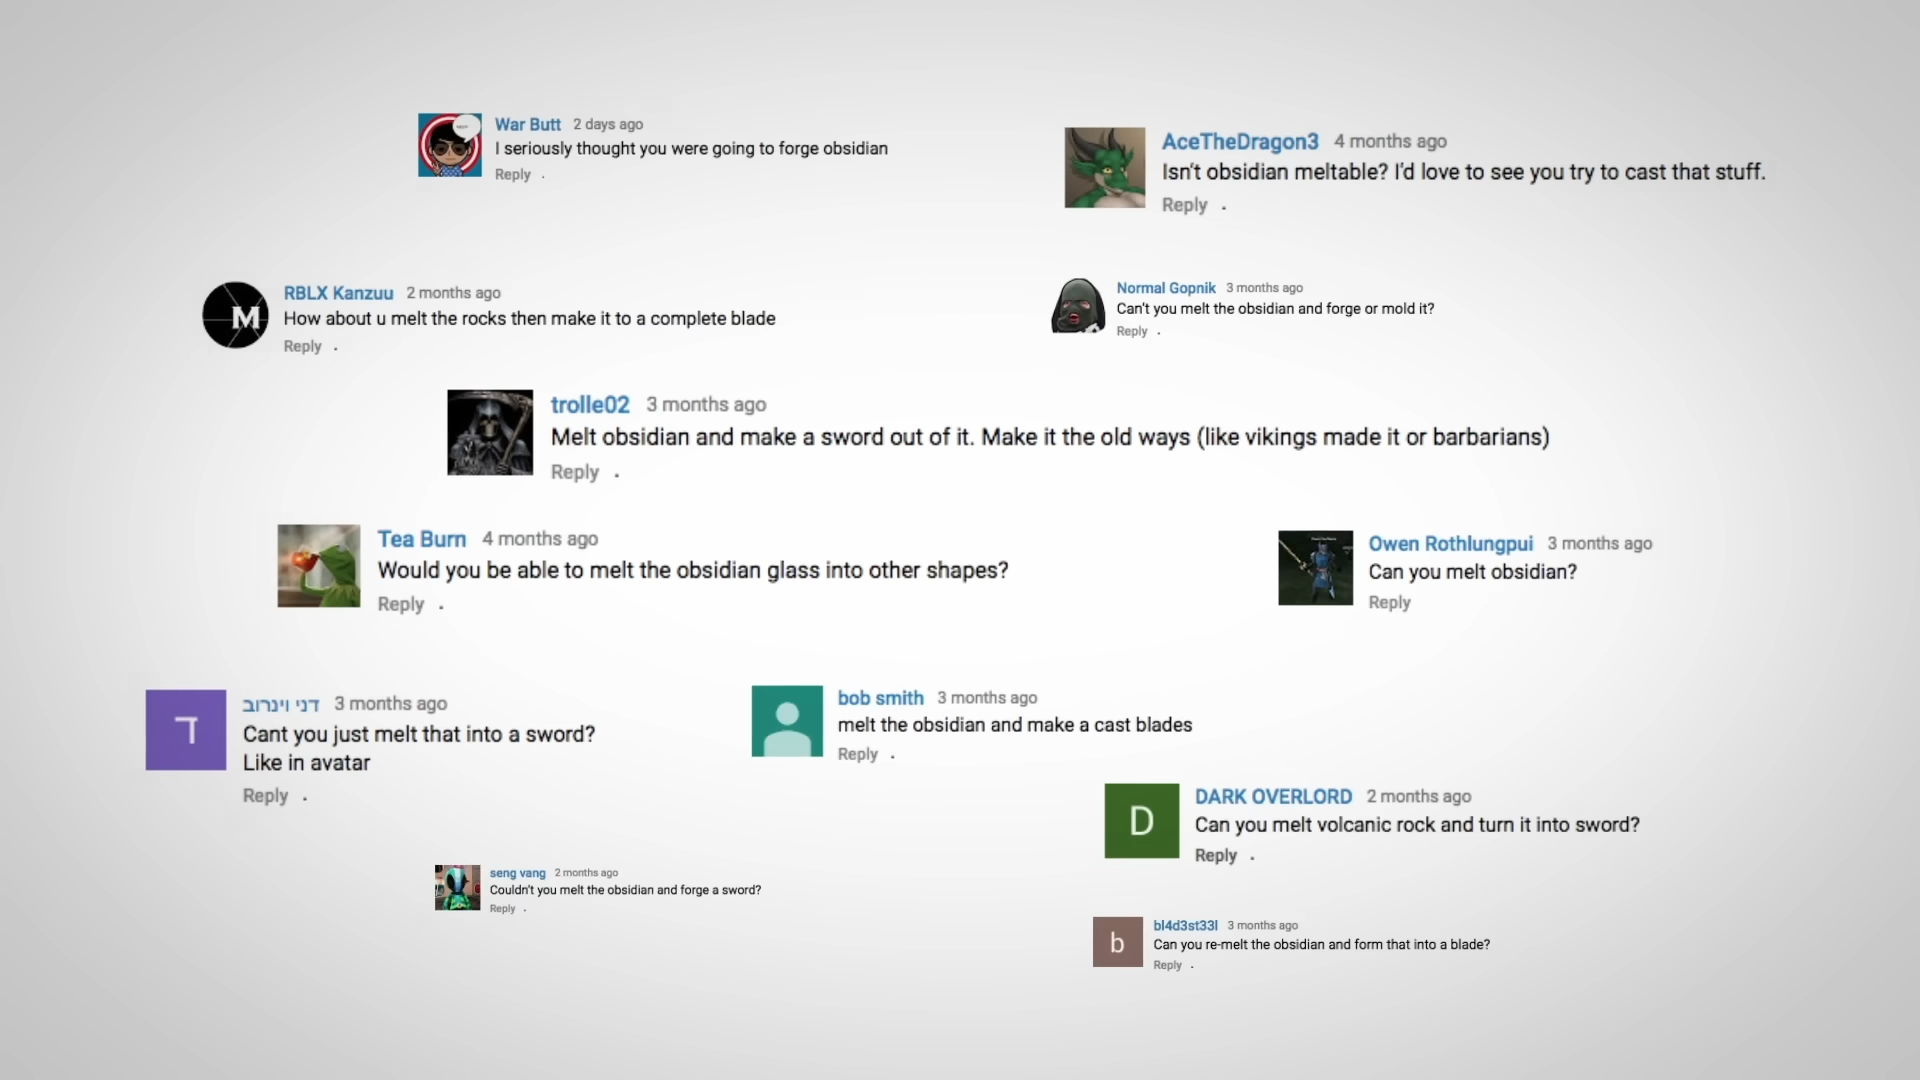 War Butt 2 days ago
I seriously thought you were going to forge obsidian
Reply .
AceTheDragon3 4 months ago
Isn't obsidian meltable? I'd love to see you try to cast that stuff.
Reply .
M
RBLX Kanzuu 2 months ago
How about u melt the rocks then make it to a complete blade
Reply .
Normal Gopnik 3 months ago
Can't you melt the obsidian and forge or mold it?
Reply .
trolle02 3 months ago
Melt obsidian and make a sword out of it. Make it the old ways (like vikings made it or barbarians)
Reply .
Tea Burn 4 months ago
Would you be able to melt the obsidian glass into other shapes?
Reply .
Owen Rothlungpui 3 months ago
Can you melt obsidian?
Reply
ד
דני וינרוב 3 months ago
Cant you just melt that into a sword?
Like in avatar
Reply .
bob smith 3 months ago
melt the obsidian and make a cast blades
Reply .
D
DARK OVERLORD 2 months ago
Can you melt volcanic rock and turn it into sword?
Reply .
seng vang 2 months ago
Couldn't you melt the obsidian and forge a sword?
Reply .
b
bl4d3st33l 3 months ago
Can you re-melt the obsidian and form that into a blade?
Reply .